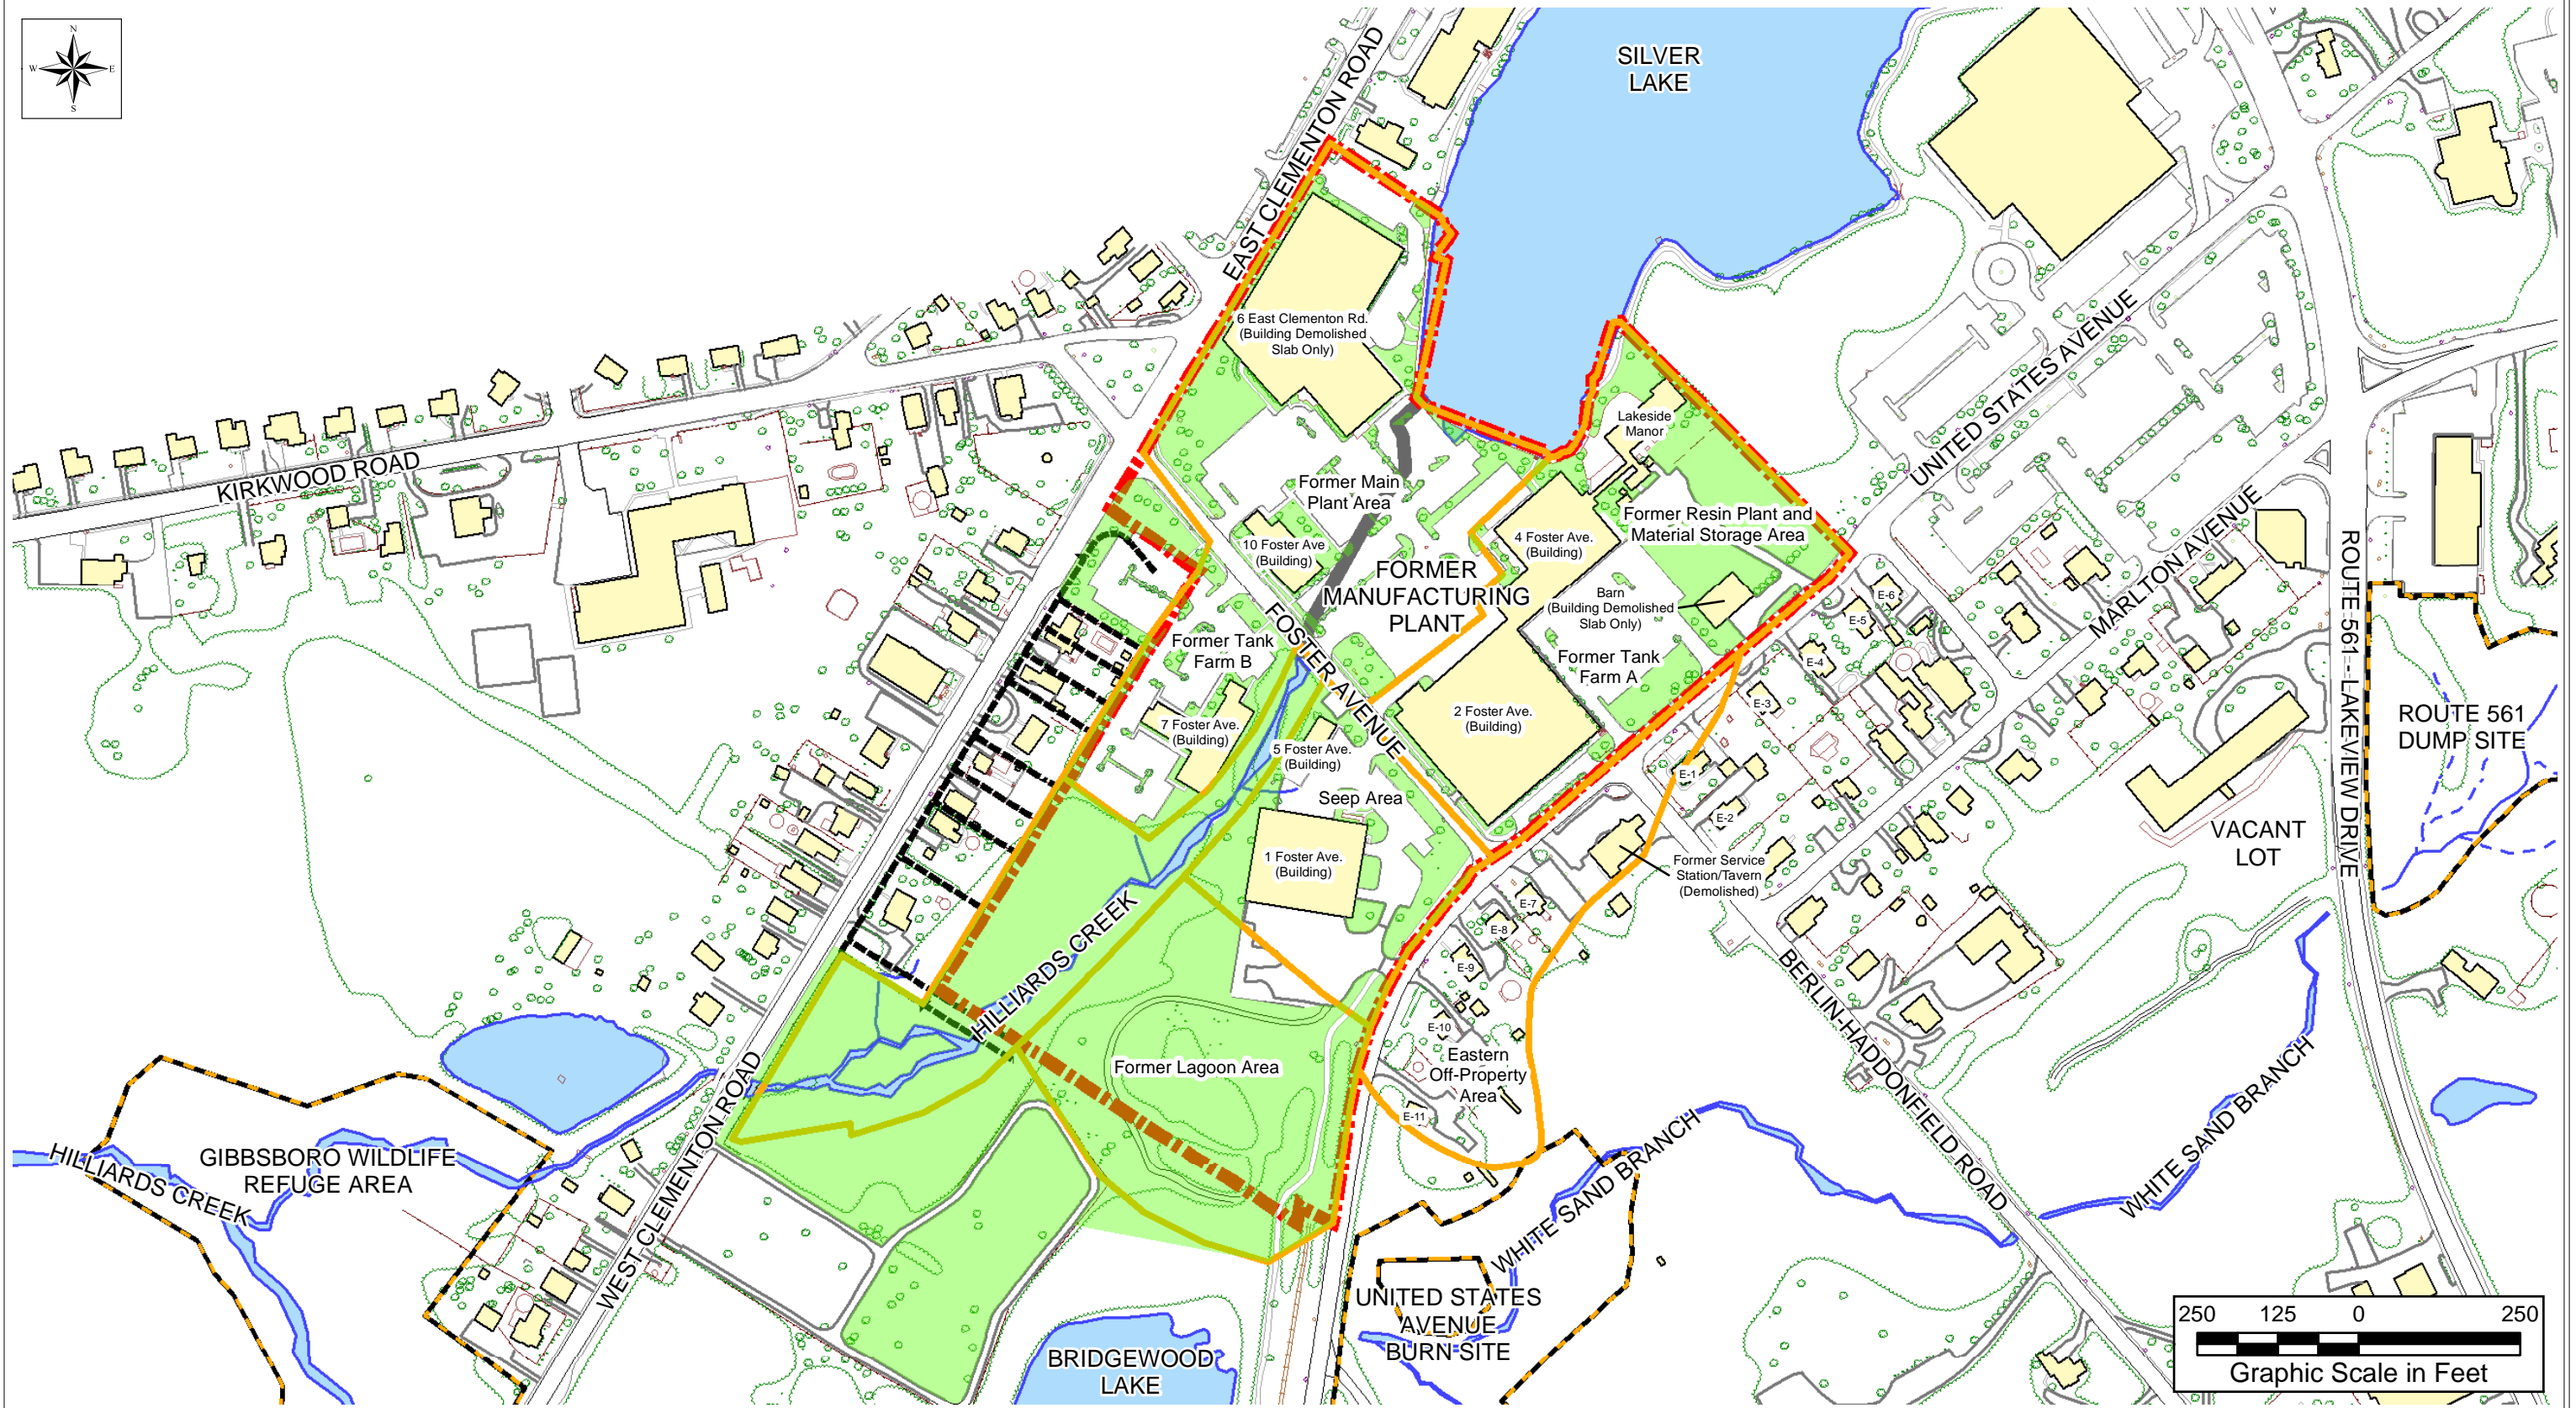 N
W
E
S
SILVER
LAKE
EAST CLEMENTON ROAD
6 East Clementon Rd.
(Building Demolished
Slab Only)
KIRKWOOD ROAD
Lakeside
Manor
UNITED STATES AVENUE
MARLTON AVENUE
Former Main
Plant Area
Former Resin Plant and
Material Storage Area
4 Foster Ave.
(Building)
10 Foster Ave
(Building)
FORMER
MANUFACTURING
PLANT
Barn
(Building Demolished
Slab Only)
E-6
E-5
E-4
E-3
ROUTE 561 - LAKEVIEW DRIVE
FOSTER AVENUE
Former Tank
Farm B
Former Tank
Farm A
2 Foster Ave.
(Building)
7 Foster Ave.
(Building)
5 Foster Ave.
(Building)
ROUTE 561
DUMP SITE
E-1
E-2
Seep Area
1 Foster Ave.
(Building)
Former Service
Station/Tavern
(Demolished)
VACANT
LOT
E-7
E-8
E-9
E-10
E-11
HILLIARDS CREEK
BERLIN-HADDONFIELD ROAD
Former Lagoon Area
Eastern
Off-Property
Area
WEST CLEMENTON ROAD
GIBBSBORO WILDLIFE
REFUGE AREA
HILLIARDS CREEK
WHITE SAND BRANCH
WHITE SAND BRANCH
UNITED STATES
AVENUE
BURN SITE
BRIDGEWOOD
LAKE
250 125 0 250
Graphic Scale in Feet